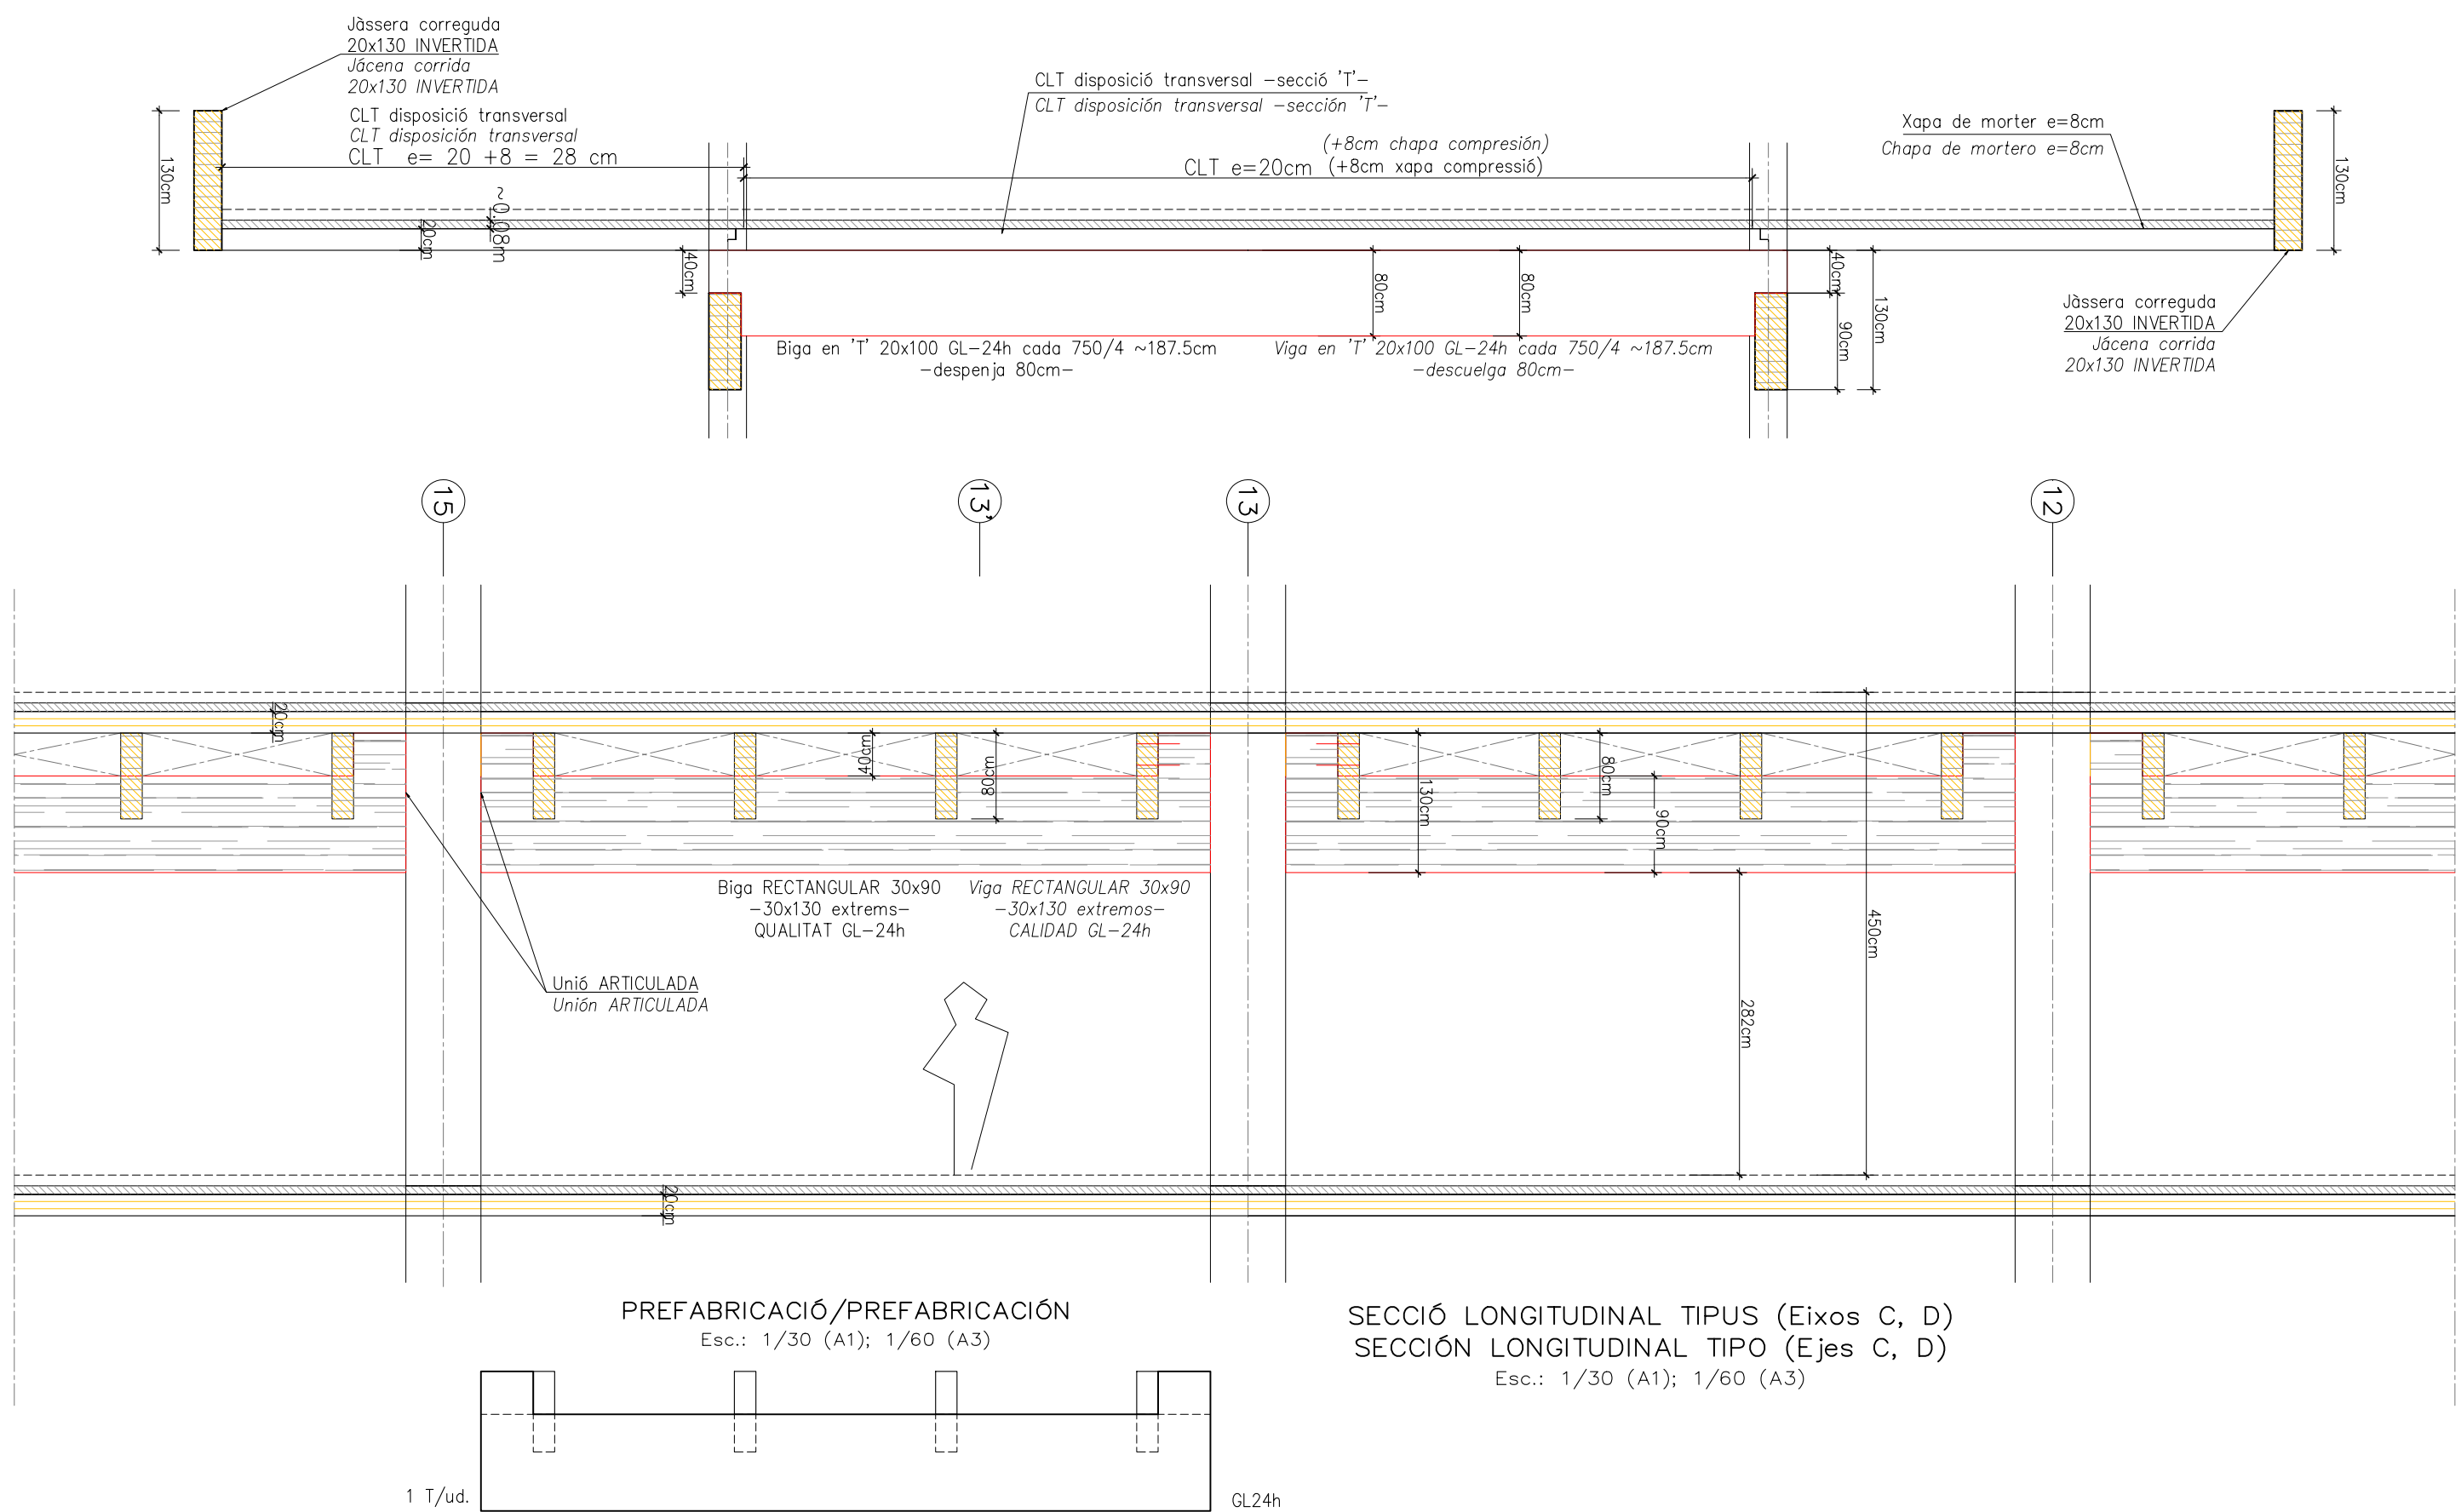 Jàssera correguda
20x130 INVERTIDA
Jácena corrida
20x130 INVERTIDA
CLT disposició transversal
CLT disposición transversal
CLT e= 20 +8 = 28 cm
CLT disposició transversal -secció 'T'-
CLT disposición transversal -sección 'T'-
(+8cm chapa compresión)
CLT e=20cm (+8cm xapa compressió)
Xapa de morter e=8cm
Chapa de mortero e=8cm
130cm
~0.08m
20cm
40cm
80cm
80cm
40cm
130cm
90cm
130cm
Biga en 'T' 20x100 GL-24h cada 750/4 ~187.5cm
-despenja 80cm-
Viga en 'T' 20x100 GL-24h cada 750/4 ~187.5cm
-descuelga 80cm-
Jàssera correguda
20x130 INVERTIDA
Jácena corrida
20x130 INVERTIDA
15
13'
13
12
20cm
40cm
80cm
130cm
80cm
90cm
450cm
282cm
Biga RECTANGULAR 30x90
-30x130 extrems-
QUALITAT GL-24h
Viga RECTANGULAR 30x90
-30x130 extremos-
CALIDAD GL-24h
Unió ARTICULADA
Unión ARTICULADA
20cm
PREFABRICACIÓ/PREFABRICACIÓN
Esc.: 1/30 (A1); 1/60 (A3)
SECCIÓ LONGITUDINAL TIPUS (Eixos C, D)
SECCIÓN LONGITUDINAL TIPO (Ejes C, D)
Esc.: 1/30 (A1); 1/60 (A3)
1 T/ud.
GL24h